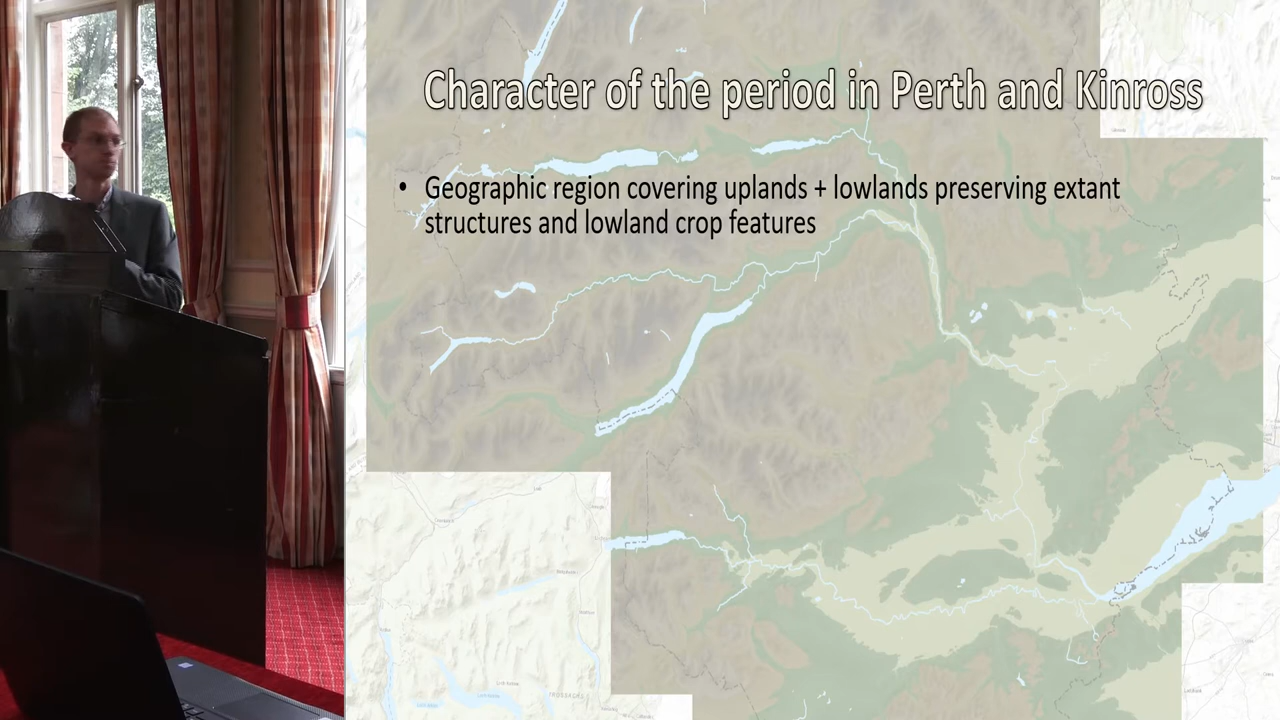 Character of the period in Perth and Kinross
• Geographic region covering uplands + lowlands preserving extant
structures and lowland crop features
TROSSACHS